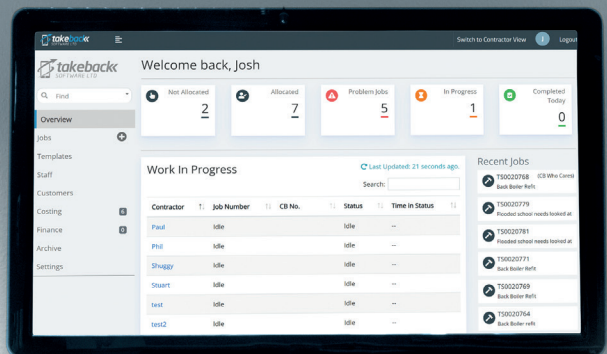 takeback
Switch to Contractor View
Logout
takeback
SOFTWARE LTD
Find
Overview
Jobs
Templates
Staff
Customers
Costing 6
Finance 0
Archive
Settings
Welcome back, Josh
Not Allocated
2
Allocated
7
Problem Jobs
5
In Progress
1
Completed
Today
0
Work In Progress
Last Updated: 21 seconds ago.
Search:
Contractor Job Number CB No. Status Time in Status
Paul Idle Idle --
Phil Idle Idle --
Shuggy Idle Idle --
Stuart Idle Idle --
test Idle Idle --
test2 Idle Idle --
Recent Jobs
TS0020768 (CB Who Cares)
Back Boiler Refit
TS0020779
Flooded school needs looked at
TS0020781
Flooded school needs looked at
TS0020771
Back Boiler Refit
TS0020769
Back Boiler Refit
TS0020764
Back Boiler refit